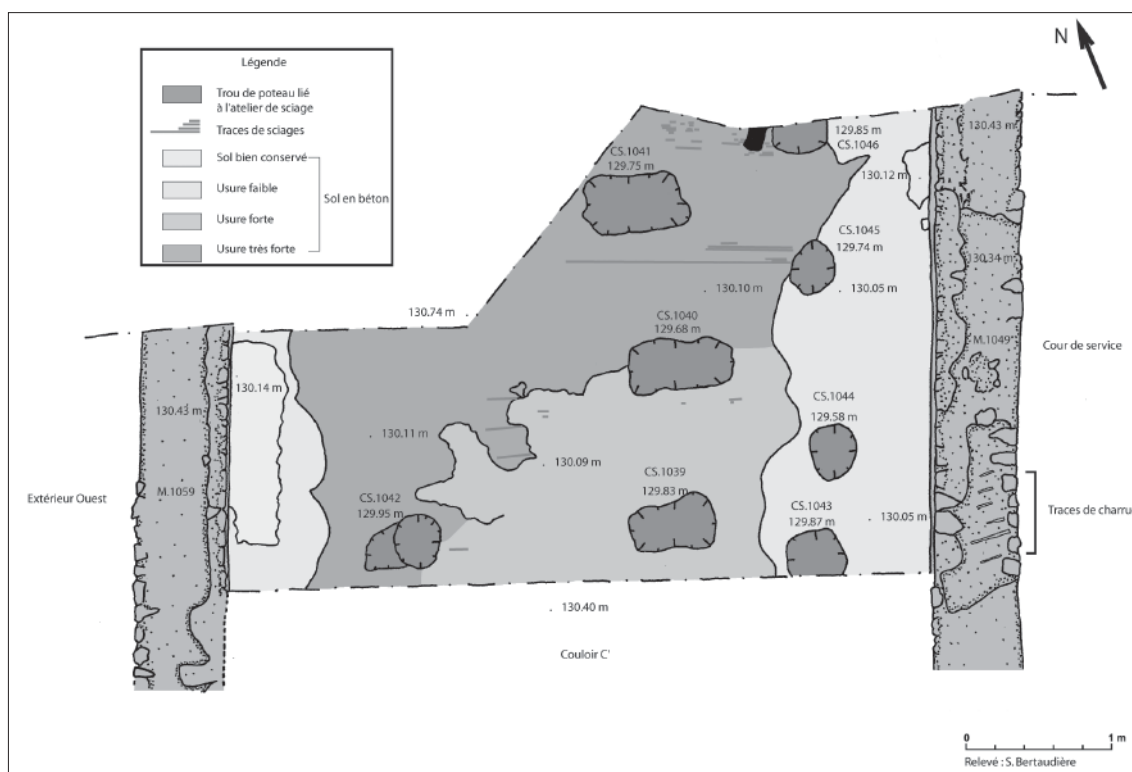 N
Légende
Trou de poteau lié
à l'atelier de sciage
Traces de sciages
Sol bien conservé
Usure faible
Usure forte
Usure très forte
Sol en béton
129.85 m
CS.1046
130.43 m
CS.1041
129.75 m
130.12 m
CS.1045
129.74 m
130.34 m
130.10 m
130.05 m
130.74 m
CS.1040
129.68 m
M.1049
Cour de service
130.14 m
130.43 m
CS.1044
129.58 m
130.11 m
130.09 m
CS.1039
129.83 m
Extérieur Ouest
M.1059
CS.1042
129.95 m
CS.1043
129.87 m
130.05 m
Traces de charru
130.40 m
Couloir C'
0
1 m
Relevé : S. Bertaudière